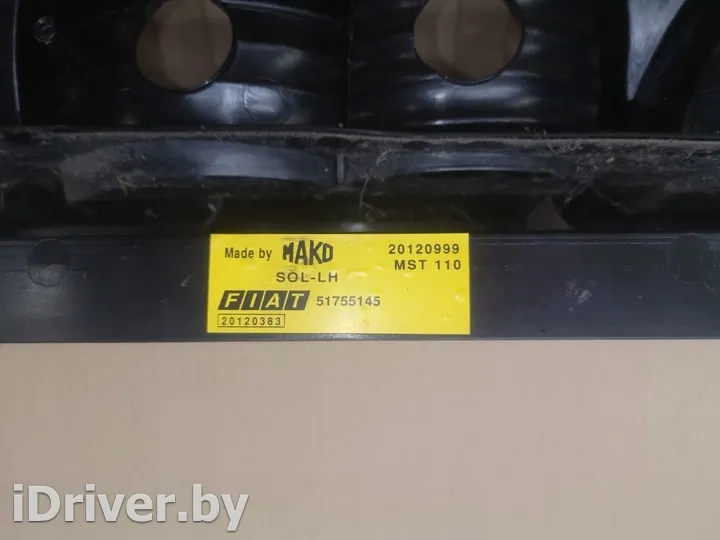 Made by MAKO 20120999
MST 110
SOL-LH
FIAT 51755145
20120383
iDriver.by